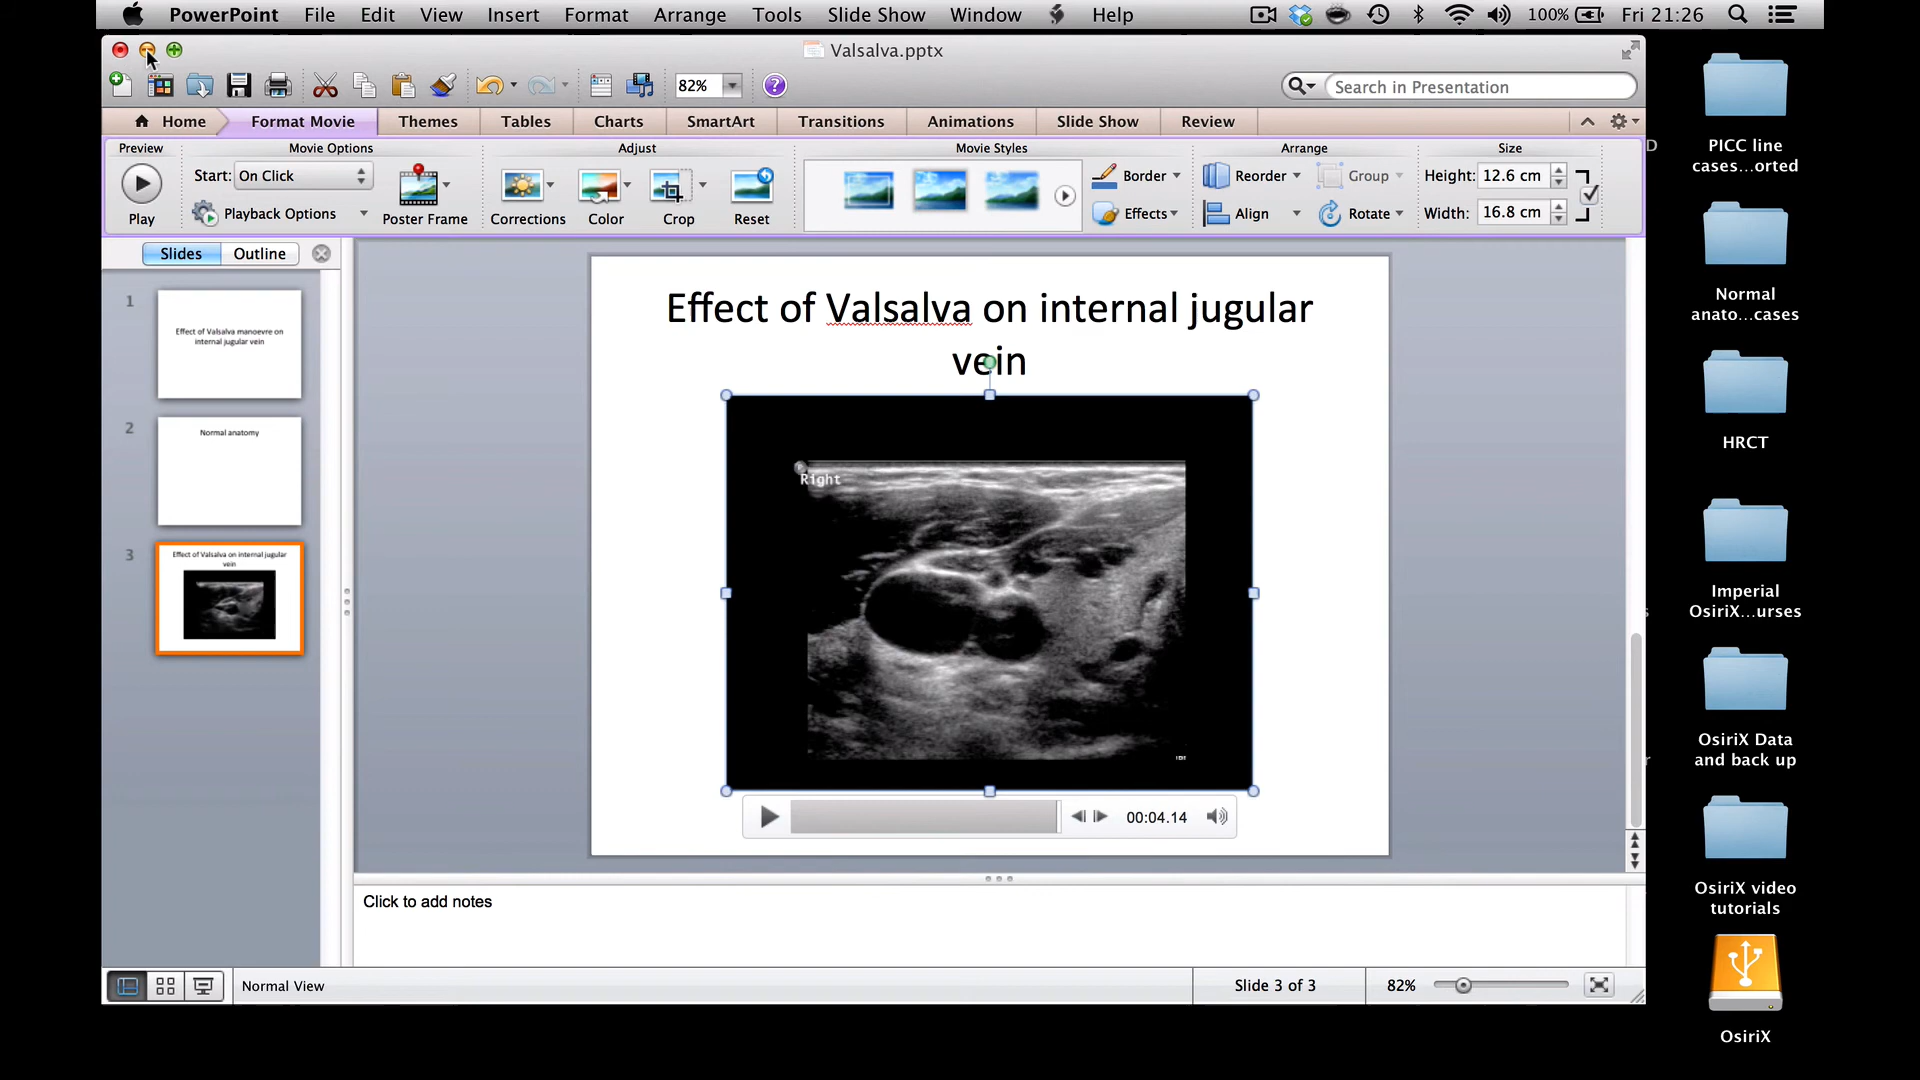 PowerPoint File Edit View Insert Format Arrange Tools Slide Show Window Help 100% Fri 21:26
Valsalva.pptx
82% Search in Presentation
Home Format Movie Themes Tables Charts SmartArt Transitions Animations Slide Show Review
Preview Movie Options Adjust Movie Styles Arrange Size
Start: On Click Border Reorder Group Height: 12.6 cm
Playback Options Effects Align Rotate Width: 16.8 cm
Play Poster Frame Corrections Color Crop Reset
Slides Outline
1
Effect of Valsalva manoevre on
internal jugular vein
2
Normal anatomy
3
Effect of Valsalva on internal jugular
vein
Effect of Valsalva on internal jugular
vein
Right
00:04.14
Click to add notes
Normal View Slide 3 of 3 82%
PICC line
cases...orted
Normal
anato...cases
HRCT
Imperial
OsiriX...urses
OsiriX Data
and back up
OsiriX video
tutorials
OsiriX